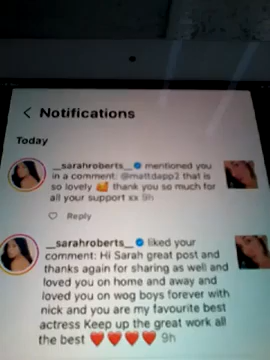 Notifications
Today
__sarahroberts__ mentioned you
in a comment: @mattdapp2 that is
so lovely 🥰 thank you so much for
all your support xx 9h
Reply
__sarahroberts__ liked your
comment: Hi Sarah great post and
thanks again for sharing as well and
loved you on home and away and
loved you on wog boys forever with
nick and you are my favourite best
actress Keep up the great work all
the best ❤️❤️❤️❤️ 9h